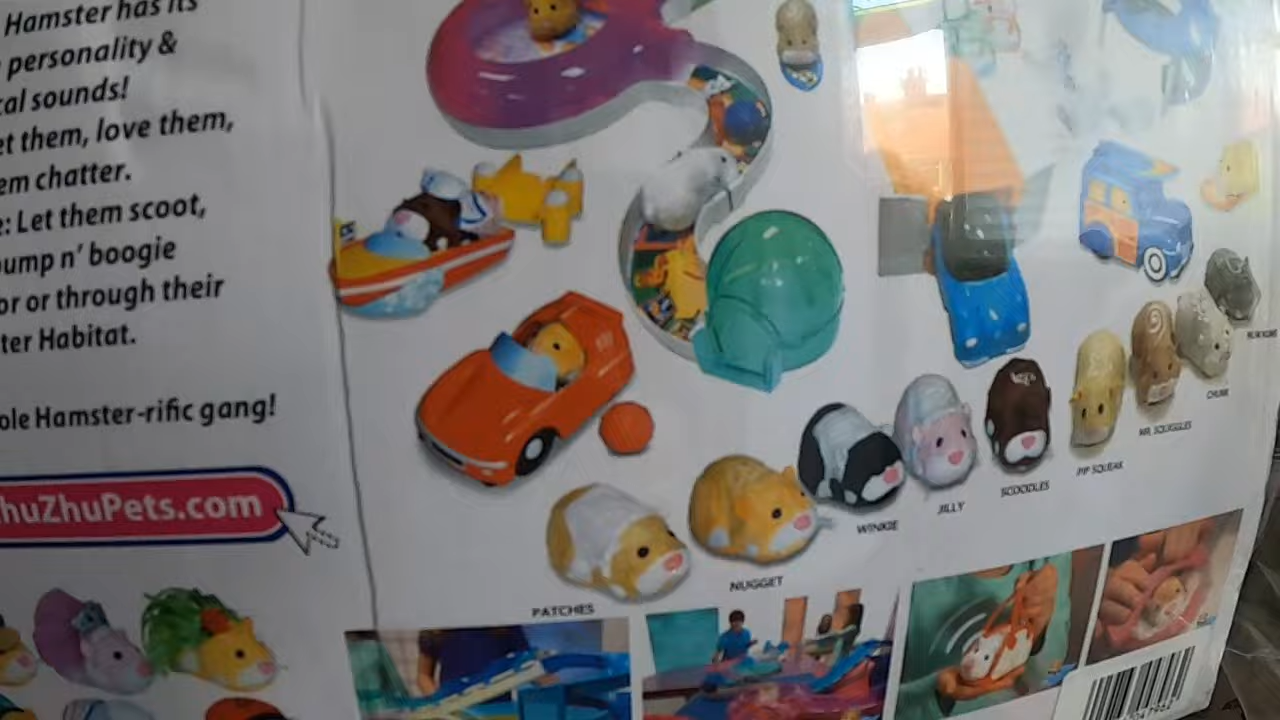 Hamster has its
personality &
cal sounds!
et them, love them,
em chatter.
e: Let them scoot,
bump n' boogie
or or through their
ter Habitat.
ole Hamster-rific gang!
huZhuPets.com
PATCHES
NUGGET
WINKIE
JILLY
SCOODLES
PIP SQUEAK
MR. SQUIGGLES
CHUNK